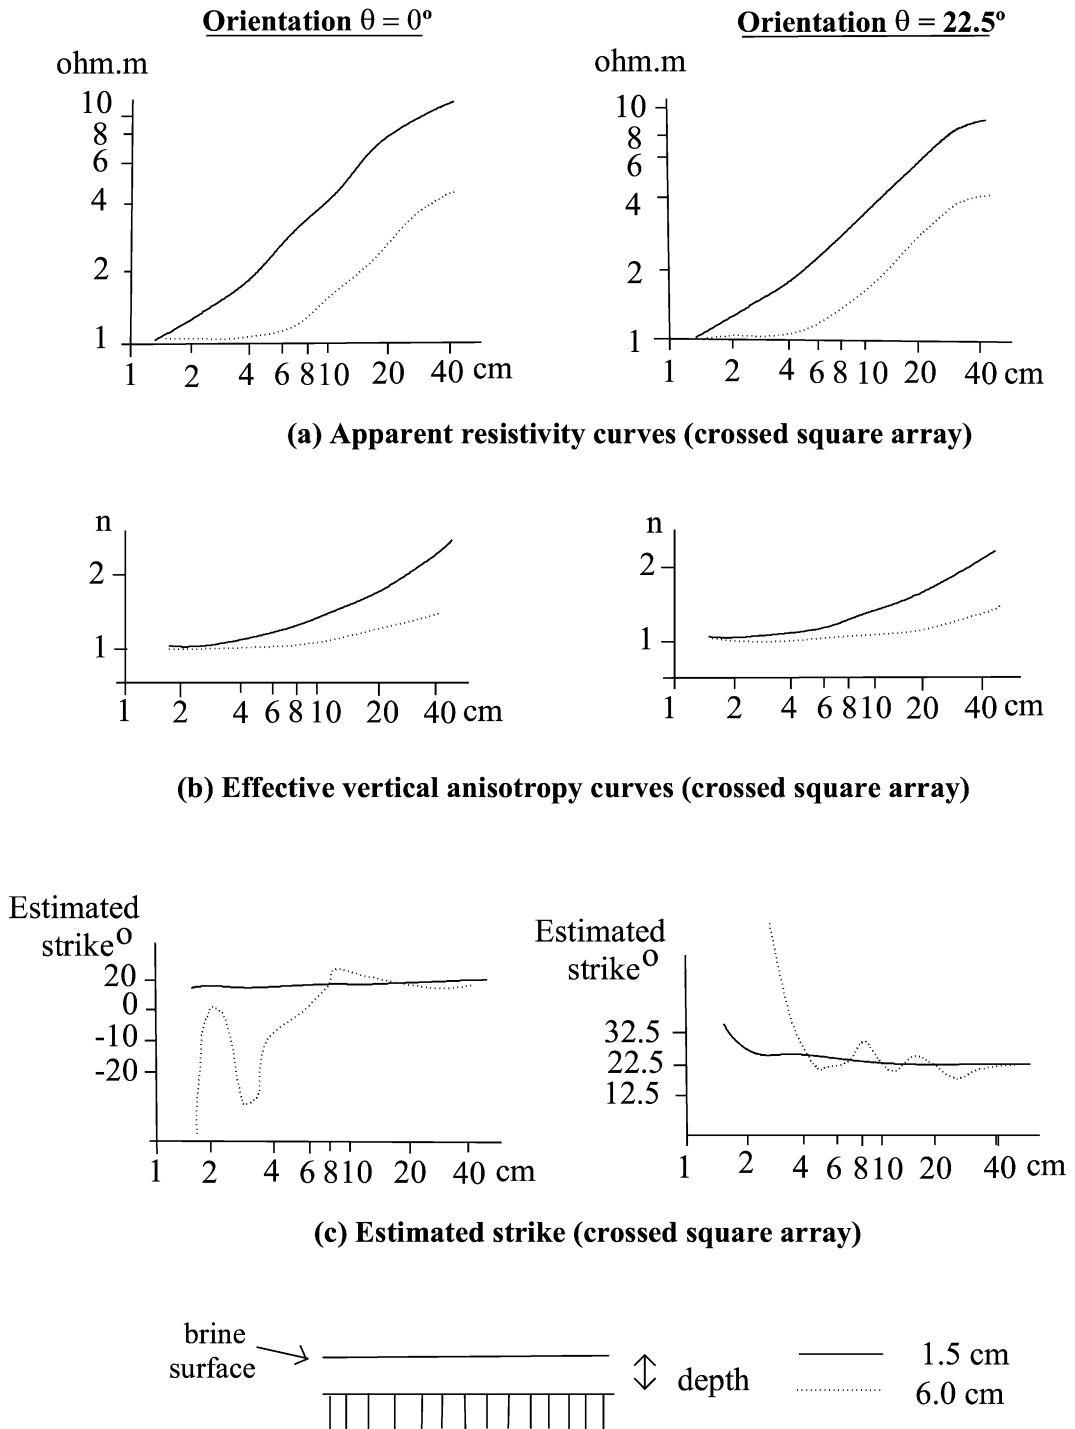 Orientation θ = 0º
Orientation θ = 22.5º
ohm.m
10
8
6
4
2
1
1 2 4 6 8 10 20 40 cm
ohm.m
10
8
6
4
2
1
1 2 4 6 8 10 20 40 cm
(a) Apparent resistivity curves (crossed square array)
n
2
1
1 2 4 6 8 10 20 40 cm
n
2
1
1 2 4 6 8 10 20 40 cm
(b) Effective vertical anisotropy curves (crossed square array)
Estimated
strikeº
20
0
-10
-20
1 2 4 6 8 10 20 40 cm
Estimated
strikeº
32.5
22.5
12.5
1 2 4 6 8 10 20 40 cm
(c) Estimated strike (crossed square array)
brine
surface
depth
1.5 cm
6.0 cm